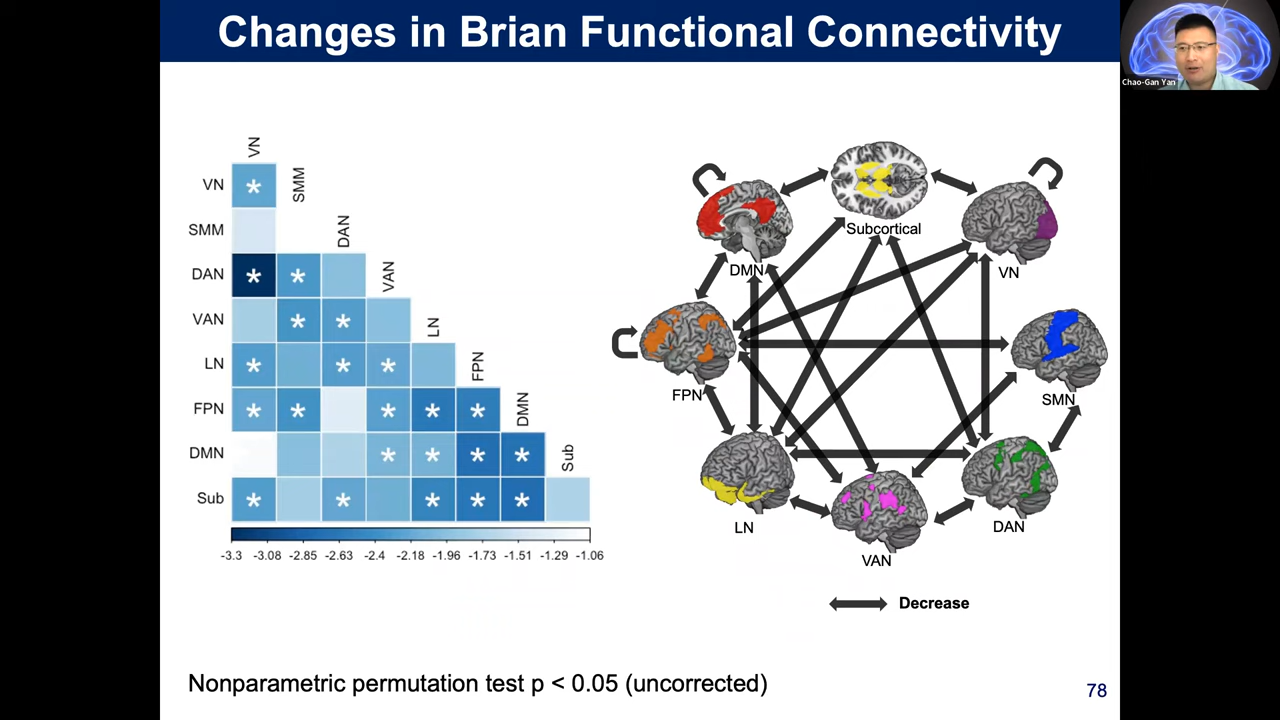 Changes in Brian Functional Connectivity
Chao-Gan Yan
VN
SMM
DAN
VAN
LN
FPN
DMN
Sub
VN
SMM
DAN
VAN
LN
FPN
DMN
Sub
*
* *
* *
* * *
* * * * *
* * * *
* * * * *
-3.3 -3.08 -2.85 -2.63 -2.4 -2.18 -1.96 -1.73 -1.51 -1.29 -1.06
Subcortical
DMN
VN
FPN
SMN
LN
DAN
VAN
Decrease
Nonparametric permutation test p < 0.05 (uncorrected)
78